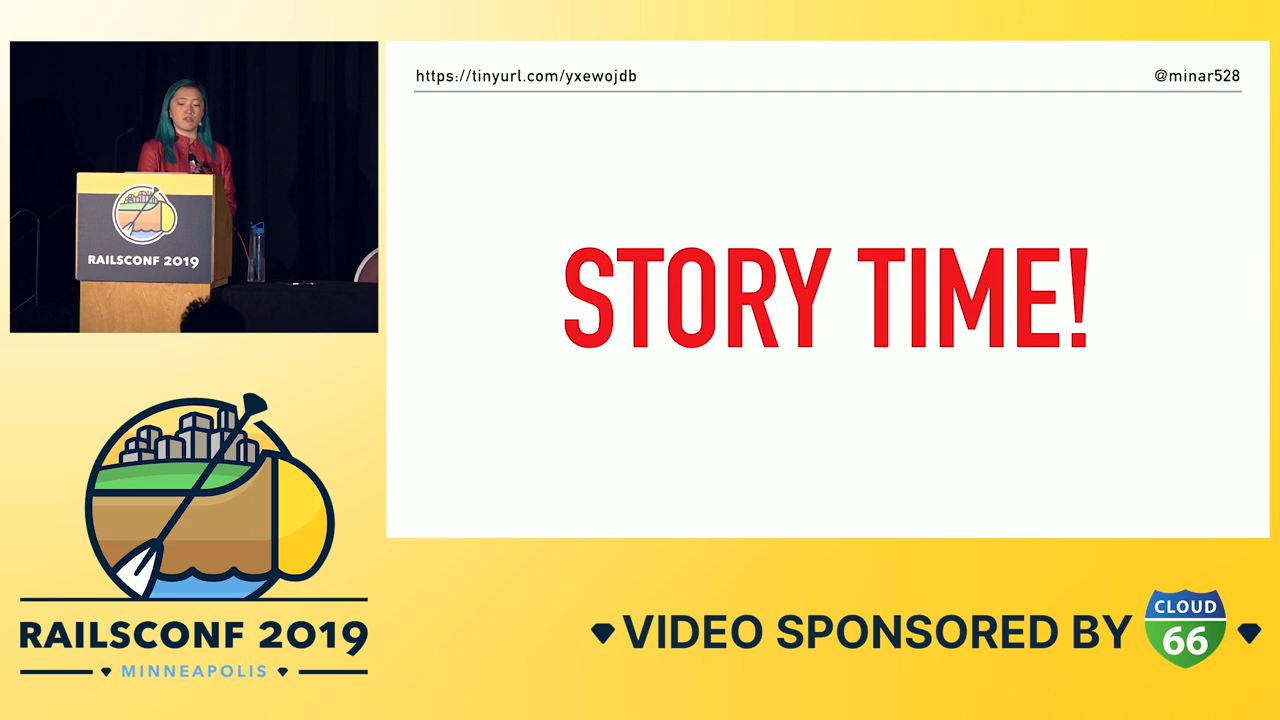 https://tinyurl.com/yxewojdb
@minar528
STORY TIME!
RAILSCONF 2019
RAILSCONF 2019
MINNEAPOLIS
VIDEO SPONSORED BY
CLOUD
66